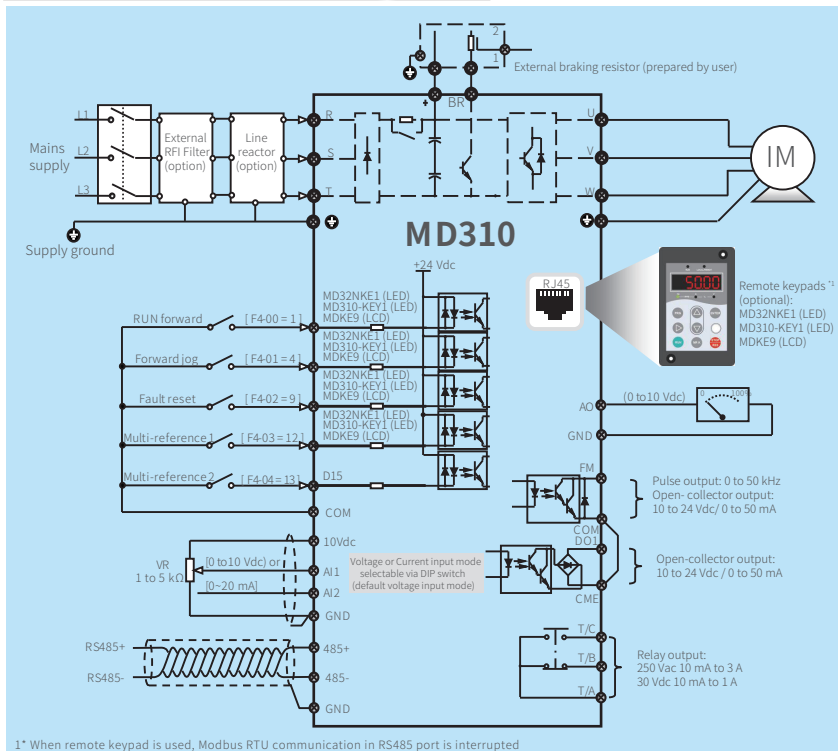 2
1
External braking resistor (prepared by user)
+
BR
L1
L2
L3
Mains
supply
External
RFI Filter
(option)
Line
reactor
(option)
R
S
T
U
V
W
IM
Supply ground
MD310
+24 Vdc
RJ45
50.00
Remote keypads *1
(optional):
MD32NKE1 (LED)
MD310-KEY1 (LED)
MDKE9 (LCD)
RUN forward
[ F4-00 = 1 ]
MD32NKE1 (LED)
MD310-KEY1 (LED)
MDKE9 (LCD)
Forward jog
[ F4-01 = 4 ]
MD32NKE1 (LED)
MD310-KEY1 (LED)
MDKE9 (LCD)
Fault reset
[ F4-02 = 9 ]
MD32NKE1 (LED)
MD310-KEY1 (LED)
MDKE9 (LCD)
Multi-reference 1
[ F4-03 = 12 ]
MD32NKE1 (LED)
MD310-KEY1 (LED)
MDKE9 (LCD)
Multi-reference 2
[ F4-04 = 13 ]
D15
COM
AO
(0 to10 Vdc)
0
100%
GND
FM
Pulse output: 0 to 50 kHz
Open- collector output:
10 to 24 Vdc/ 0 to 50 mA
COM
DO1
Open-collector output:
10 to 24 Vdc / 0 to 50 mA
CME
10Vdc
VR
1 to 5 kΩ
[0 to10 Vdc) or
AI1
[0~20 mA]
AI2
GND
Voltage or Current input mode
selectable via DIP switch
(default voltage input mode)
RS485+
485+
RS485-
485-
GND
T/C
T/B
T/A
Relay output:
250 Vac 10 mA to 3 A
30 Vdc 10 mA to 1 A
1* When remote keypad is used, Modbus RTU communication in RS485 port is interrupted